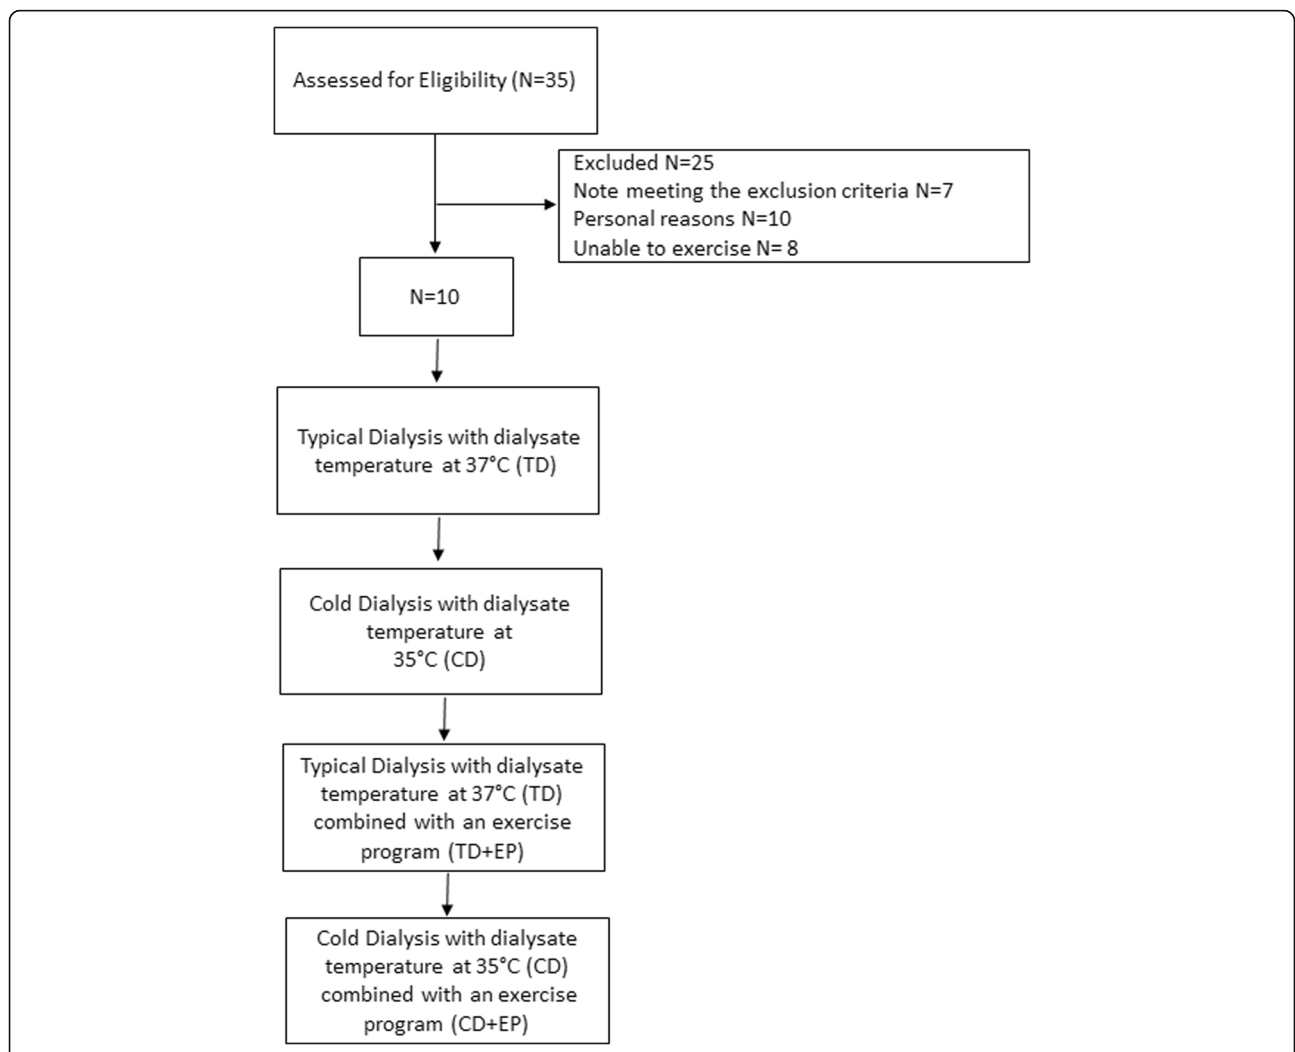 Assessed for Eligibility (N=35)
Excluded N=25
Note meeting the exclusion criteria N=7
Personal reasons N=10
Unable to exercise N= 8
N=10
Typical Dialysis with dialysate
temperature at 37°C (TD)
Cold Dialysis with dialysate
temperature at
35°C (CD)
Typical Dialysis with dialysate
temperature at 37°C (TD)
combined with an exercise
program (TD+EP)
Cold Dialysis with dialysate
temperature at 35°C (CD)
combined with an exercise
program (CD+EP)